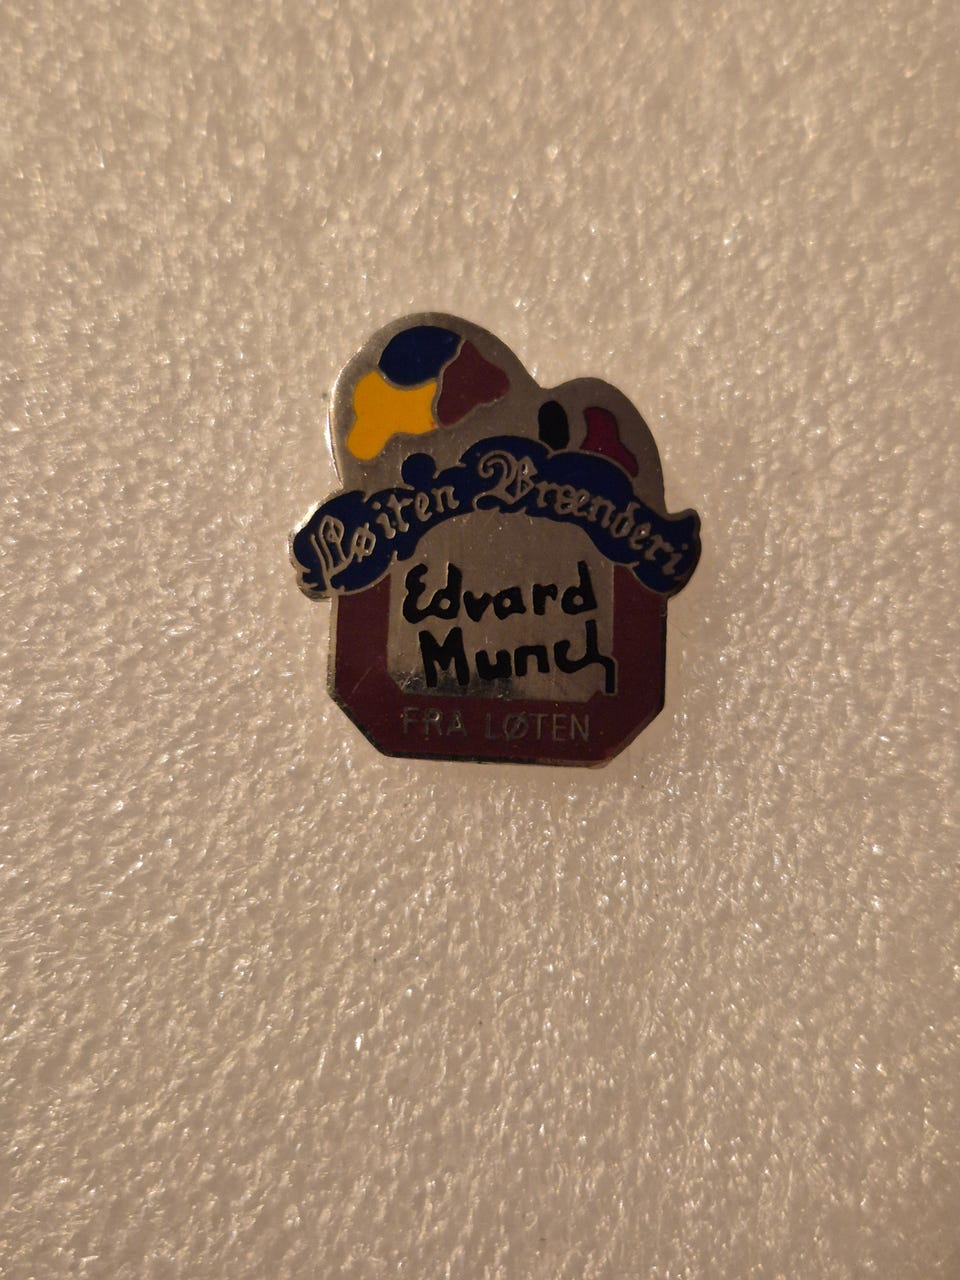 Løiten Brænderi
Edvard
Munch
FRA LØTEN